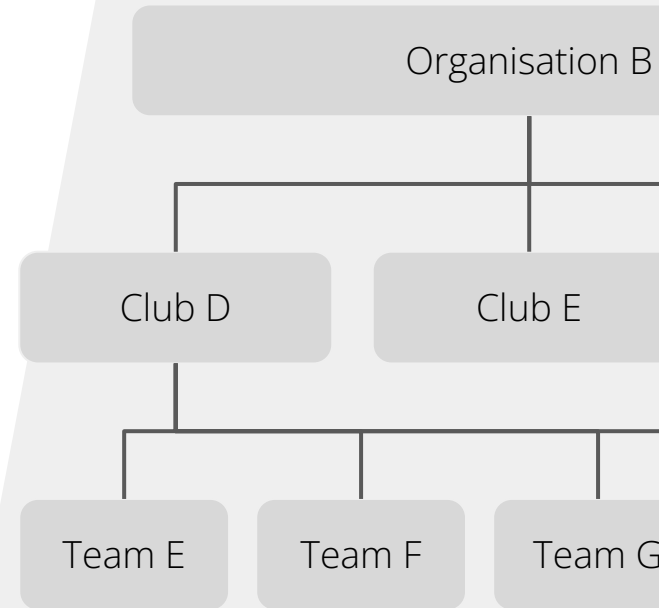 Organisation B
Club D
Club E
Team E
Team F
Team G